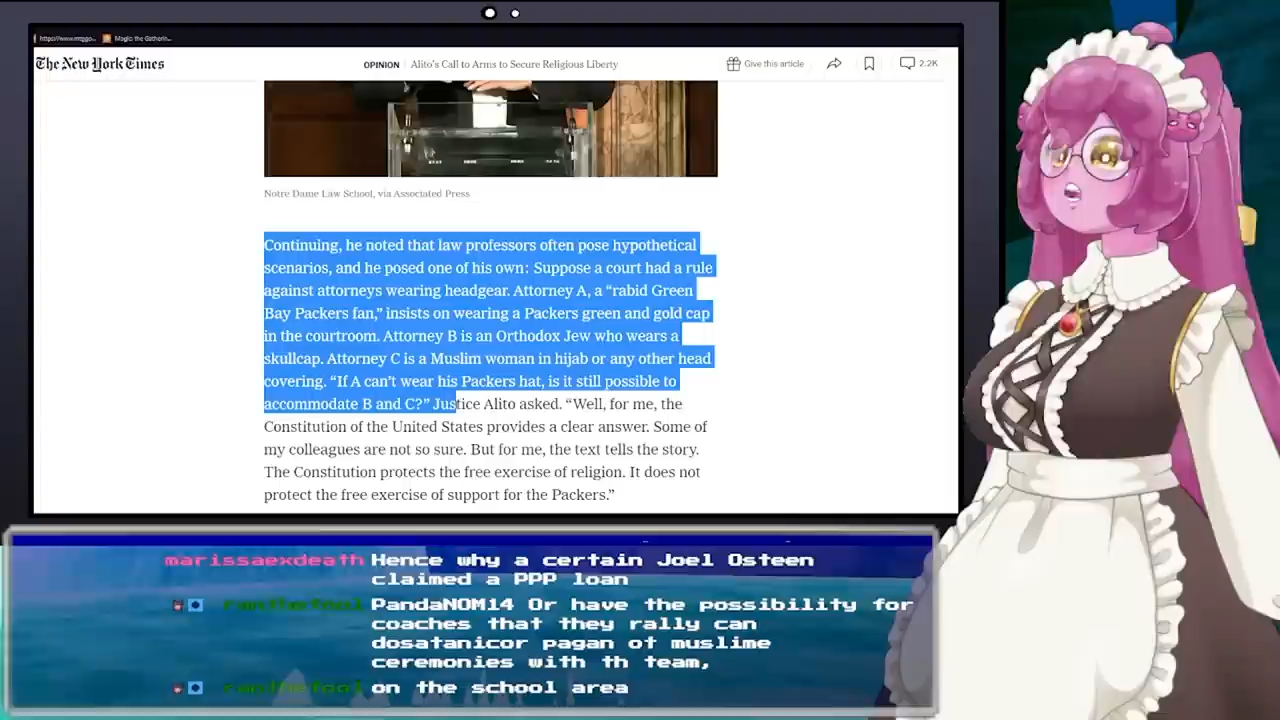 https://www.mtggo...
Magic: the Gatherin...
The New York Times
OPINION | Alito's Call to Arms to Secure Religious Liberty
Give this article
2.2K
Notre Dame Law School, via Associated Press
Continuing, he noted that law professors often pose hypothetical
scenarios, and he posed one of his own: Suppose a court had a rule
against attorneys wearing headgear. Attorney A, a “rabid Green
Bay Packers fan,” insists on wearing a Packers green and gold cap
in the courtroom. Attorney B is an Orthodox Jew who wears a
skullcap. Attorney C is a Muslim woman in hijab or any other head
covering. “If A can’t wear his Packers hat, is it still possible to
accommodate B and C?” Justice Alito asked. “Well, for me, the
Constitution of the United States provides a clear answer. Some of
my colleagues are not so sure. But for me, the text tells the story.
The Constitution protects the free exercise of religion. It does not
protect the free exercise of support for the Packers.”
marissaexdeath Hence why a certain Joel Osteen
claimed a PPP loan
PandaNOM14 Or have the possibility for
coaches that they rally can
dosatanicor pagan ot muslime
ceremonies with th team,
on the school area